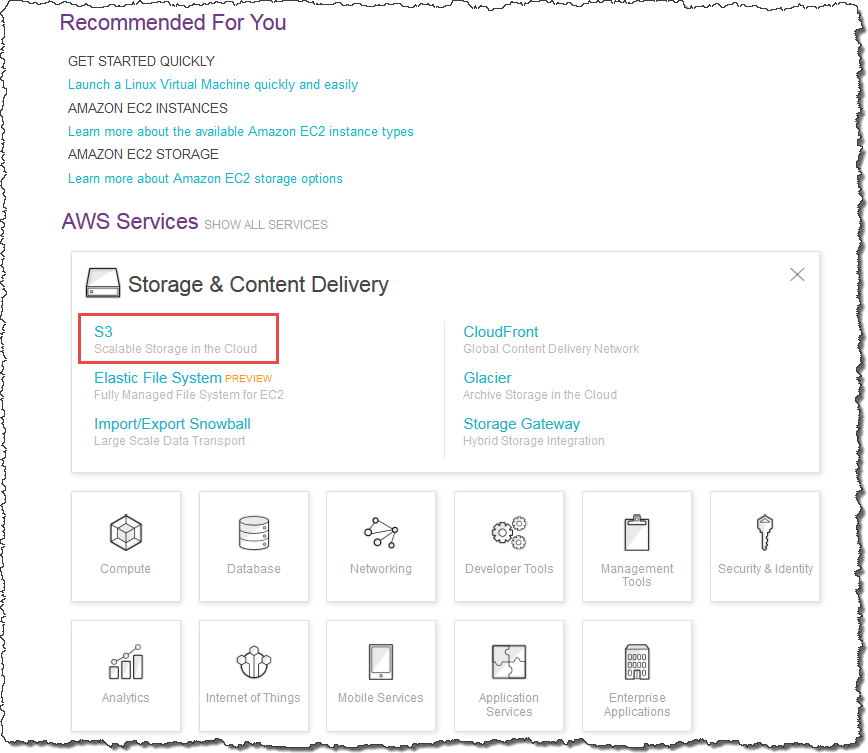 Recommended For You
GET STARTED QUICKLY
Launch a Linux Virtual Machine quickly and easily
AMAZON EC2 INSTANCES
Learn more about the available Amazon EC2 instance types
AMAZON EC2 STORAGE
Learn more about Amazon EC2 storage options
AWS Services SHOW ALL SERVICES
Storage & Content Delivery
S3
Scalable Storage in the Cloud
Elastic File System PREVIEW
Fully Managed File System for EC2
Import/Export Snowball
Large Scale Data Transport
CloudFront
Global Content Delivery Network
Glacier
Archive Storage in the Cloud
Storage Gateway
Hybrid Storage Integration
Compute
Database
Networking
Developer Tools
Management
Tools
Security & Identity
Analytics
Internet of Things
Mobile Services
Application
Services
Enterprise
Applications